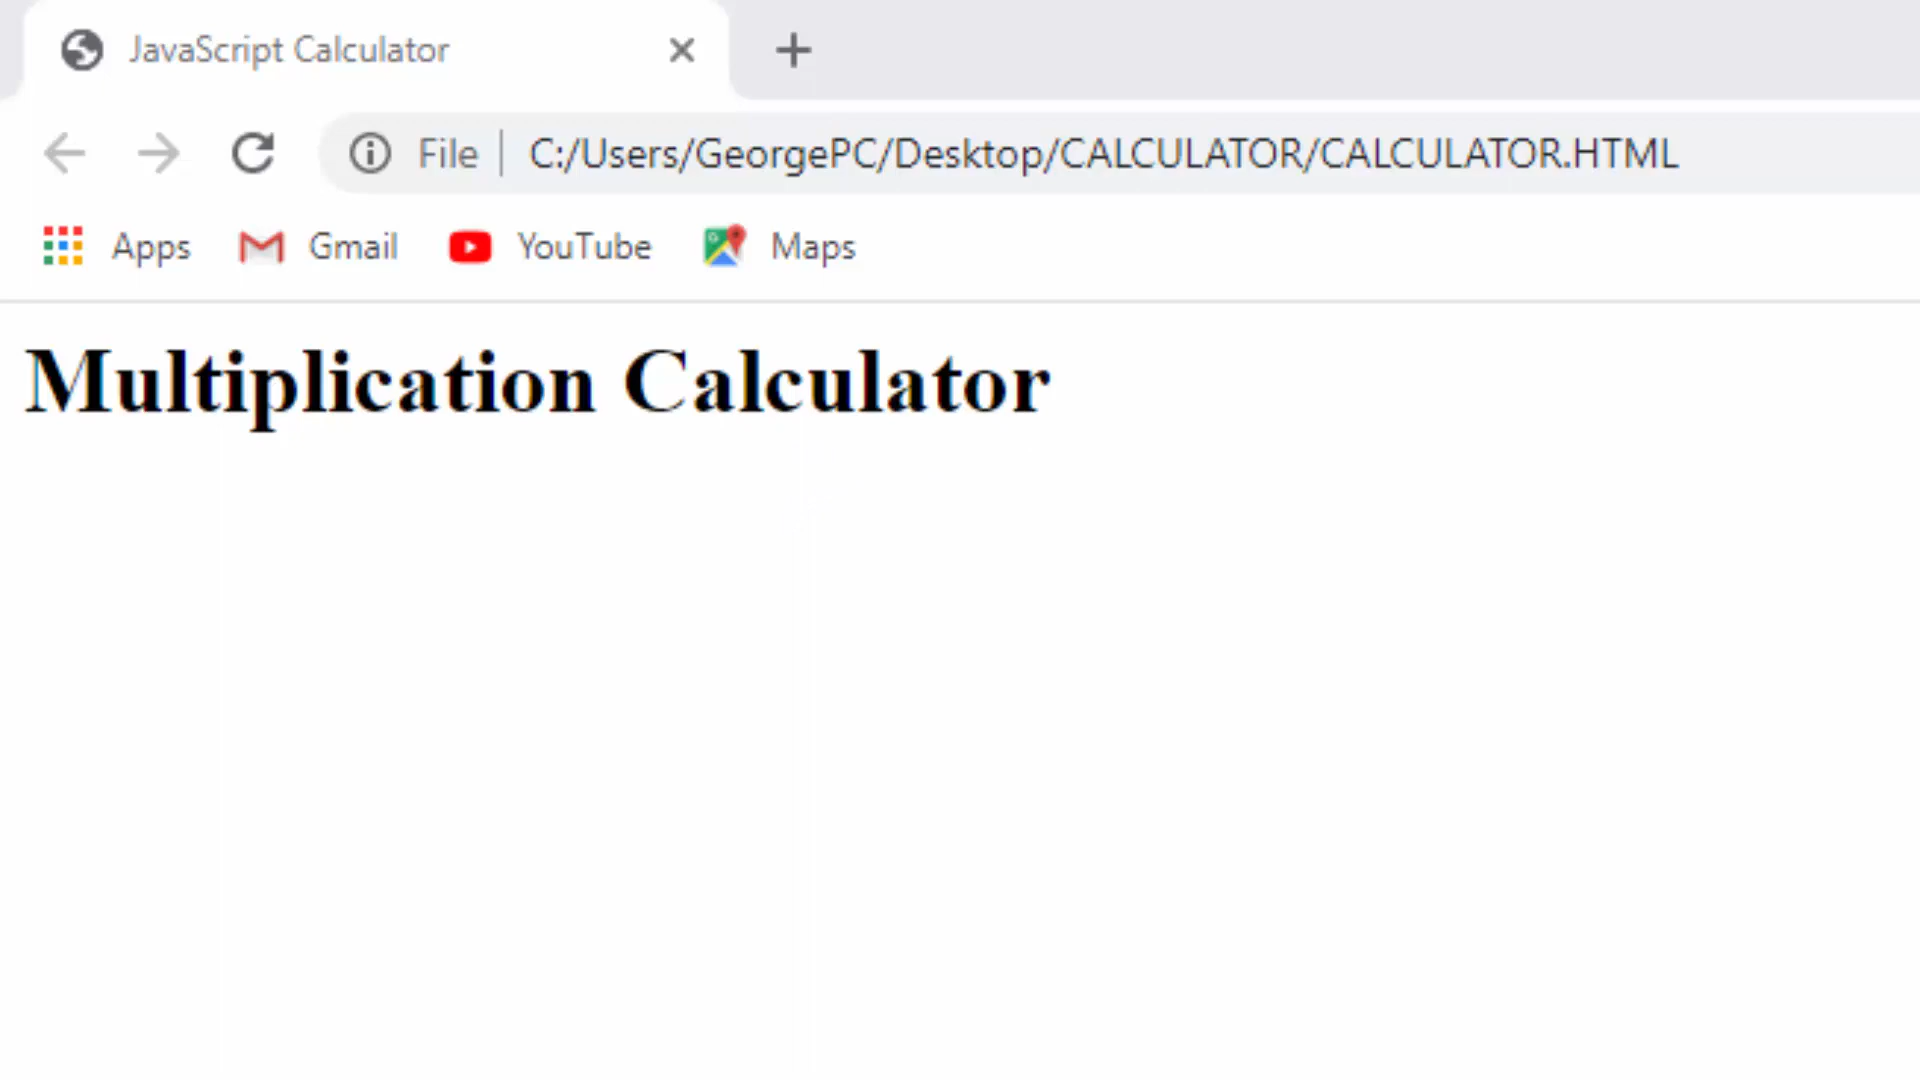 JavaScript Calculator
File C:/Users/GeorgePC/Desktop/CALCULATOR/CALCULATOR.HTML
Apps Gmail YouTube Maps
Multiplication Calculator